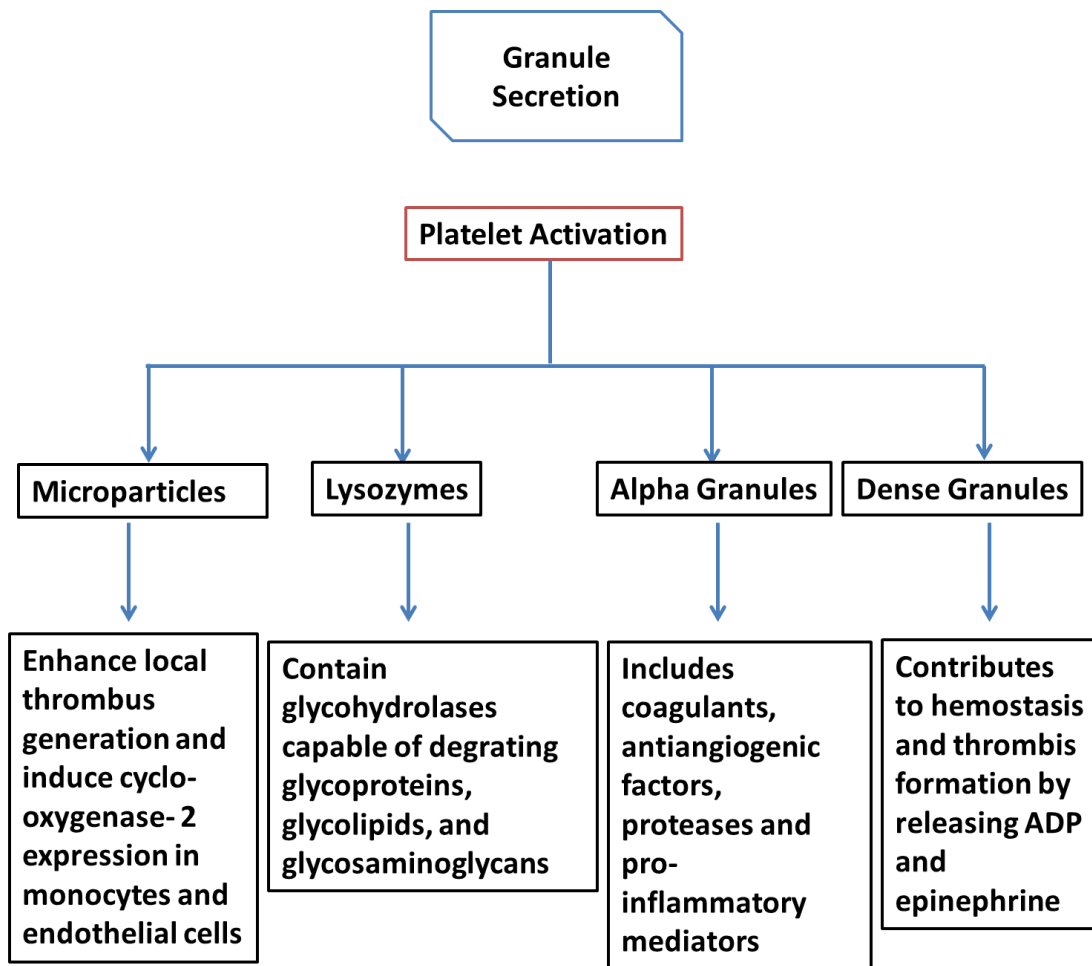 Granule
Secretion
Platelet Activation
Microparticles
Lysozymes
Alpha Granules
Dense Granules
Enhance local
thrombus
generation and
induce cyclo-
oxygenase- 2
expression in
monocytes and
endothelial cells
Contain
glycohydrolases
capable of degrating
glycoproteins,
glycolipids, and
glycosaminoglycans
Includes
coagulants,
antiangiogenic
factors,
proteases and
pro-
inflammatory
mediators
Contributes
to hemostasis
and thrombis
formation by
releasing ADP
and
epinephrine